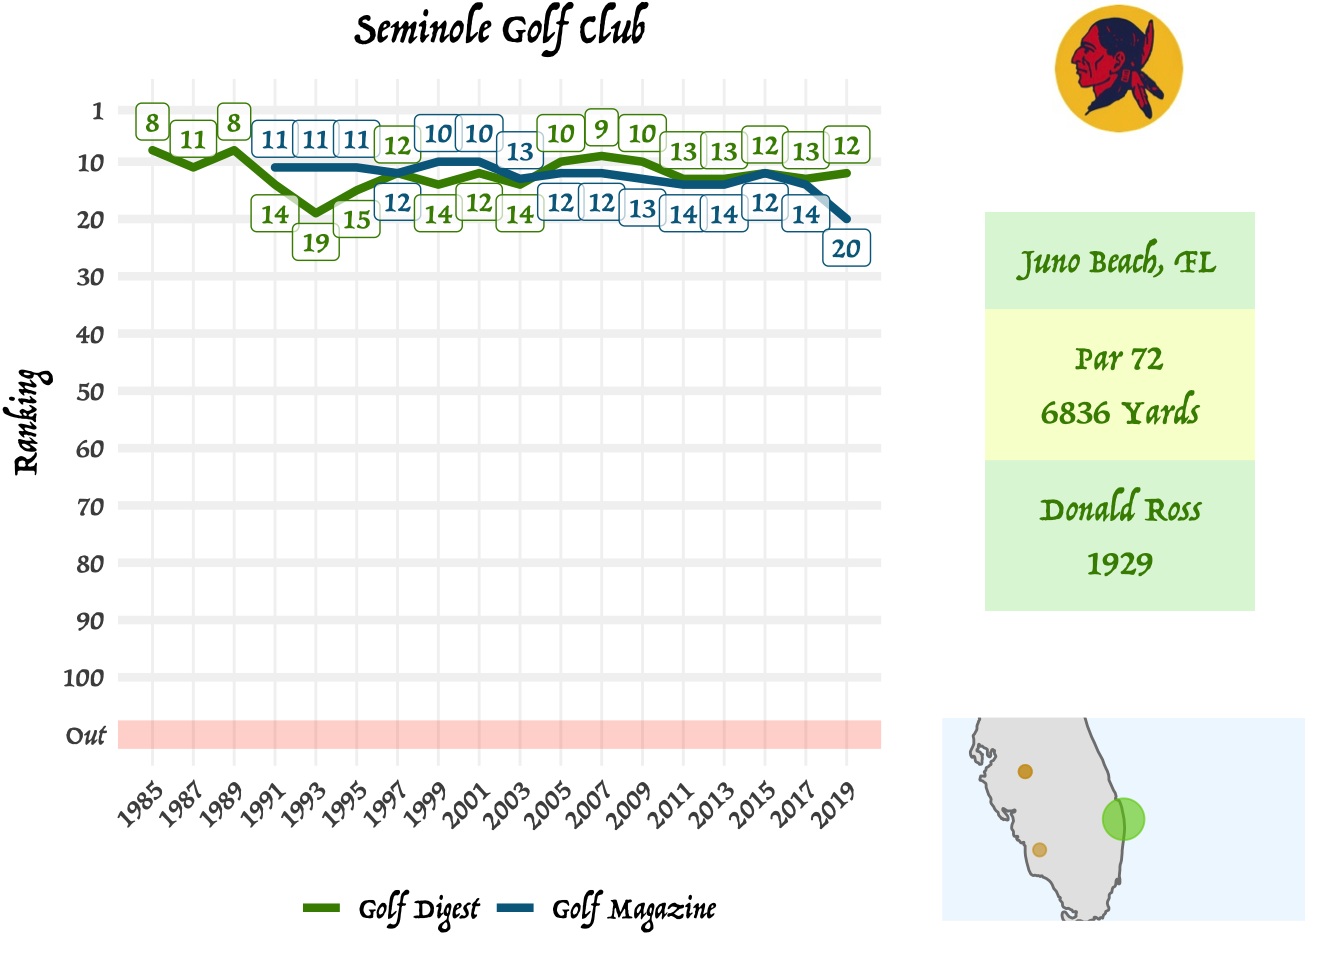 Seminole Golf Club
Ranking
1
10
20
30
40
50
60
70
80
90
100
Out
8 11 8 11 11 11 12 10 10 13 10 9 10 13 13 12 13 12
14 19 15 12 14 12 14 12 12 13 14 14 12 14 20
1985 1987 1989 1991 1993 1995 1997 1999 2001 2003 2005 2007 2009 2011 2013 2015 2017 2019
Golf Digest Golf Magazine
Juno Beach, FL
Par 72
6836 Yards
Donald Ross
1929